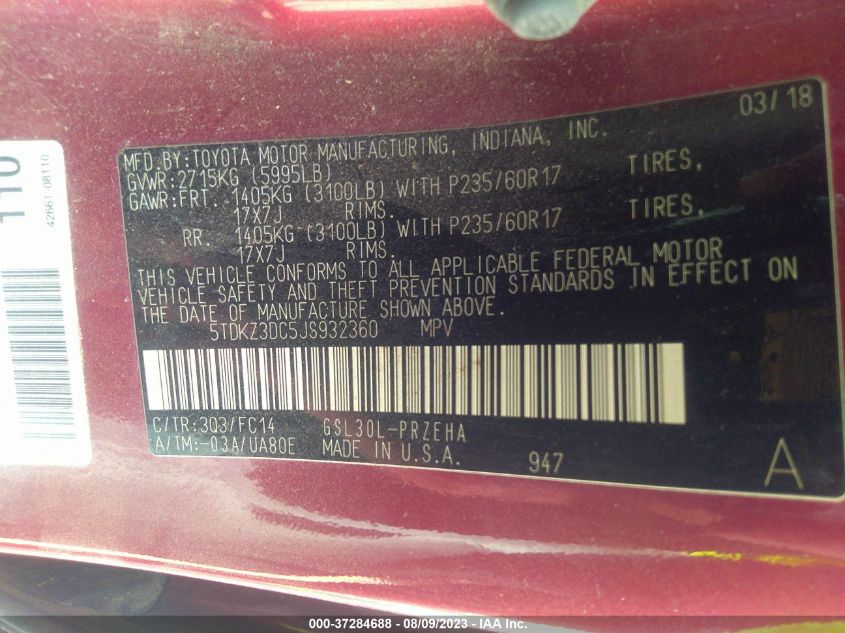 110
42661-08110
03/18
MFD.BY:TOYOTA MOTOR MANUFACTURING, INDIANA, INC.
GVWR:2715KG (5995LB)
GAWR:FRT. 1405KG (3100LB) WITH P235/60R17 TIRES,
17X7J RIMS.
RR. 1405KG (3100LB) WITH P235/60R17 TIRES,
17X7J RIMS.
THIS VEHICLE CONFORMS TO ALL APPLICABLE FEDERAL MOTOR
VEHICLE SAFETY AND THEFT PREVENTION STANDARDS IN EFFECT ON
THE DATE OF MANUFACTURE SHOWN ABOVE.
5TDKZ3DC5JS932360 MPV
C/TR:3Q3/FC14 GSL30L-PRZEHA
A/TM:-03A/UA80E MADE IN U.S.A. 947 A
000-37284688 - 08/09/2023 - IAA Inc.